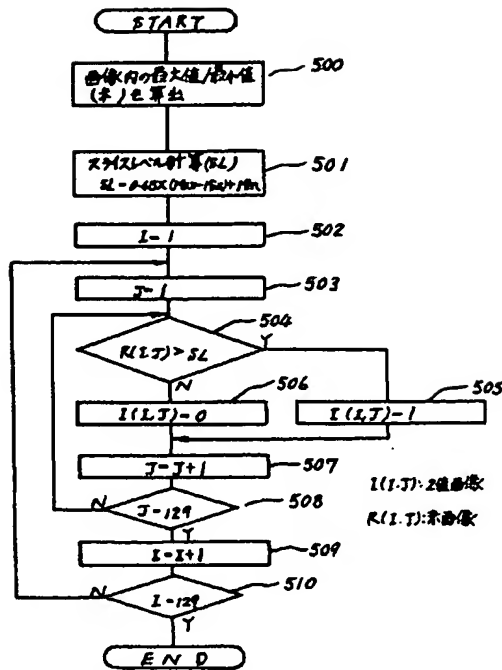 START
画像内の最大値/最小値
(赤)を算出
500
スライスレベル計算(SL)
501
I=1
502
J=1
503
504
R(I.J)>SL
Y
N
506
505
I(I,J)=0
I(I,J)=1
J=J+1
507
I(I.J):2値画像
N
J=129
508
R(I.J):赤画像
Y
I=I+1
509
510
N
I=129
Y
END